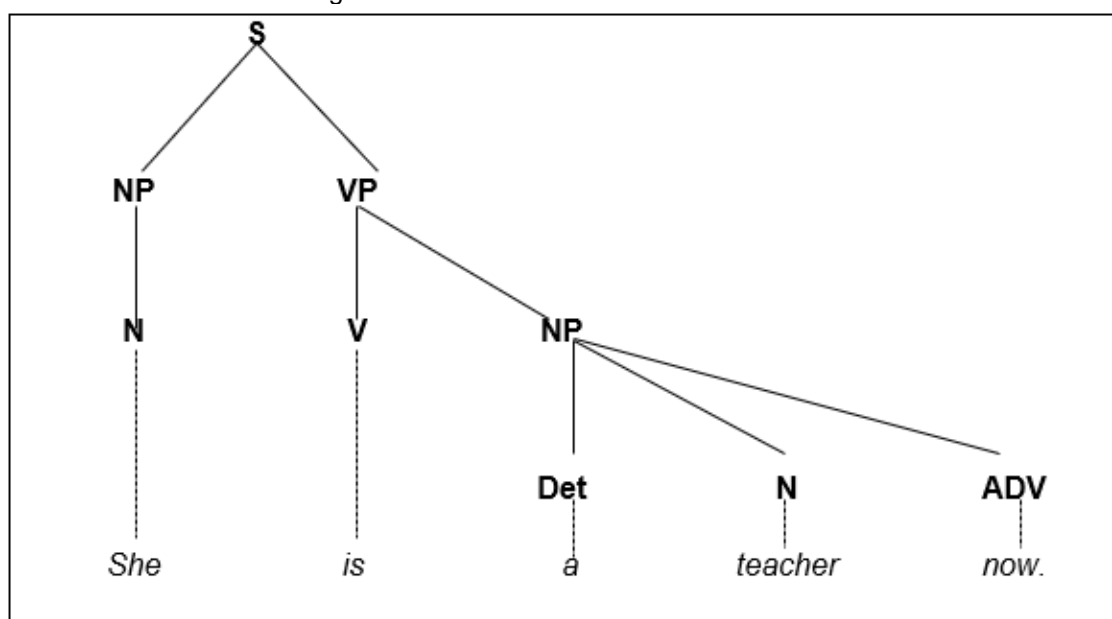 S
NP VP
N V NP
Det N ADV
She is a teacher now.